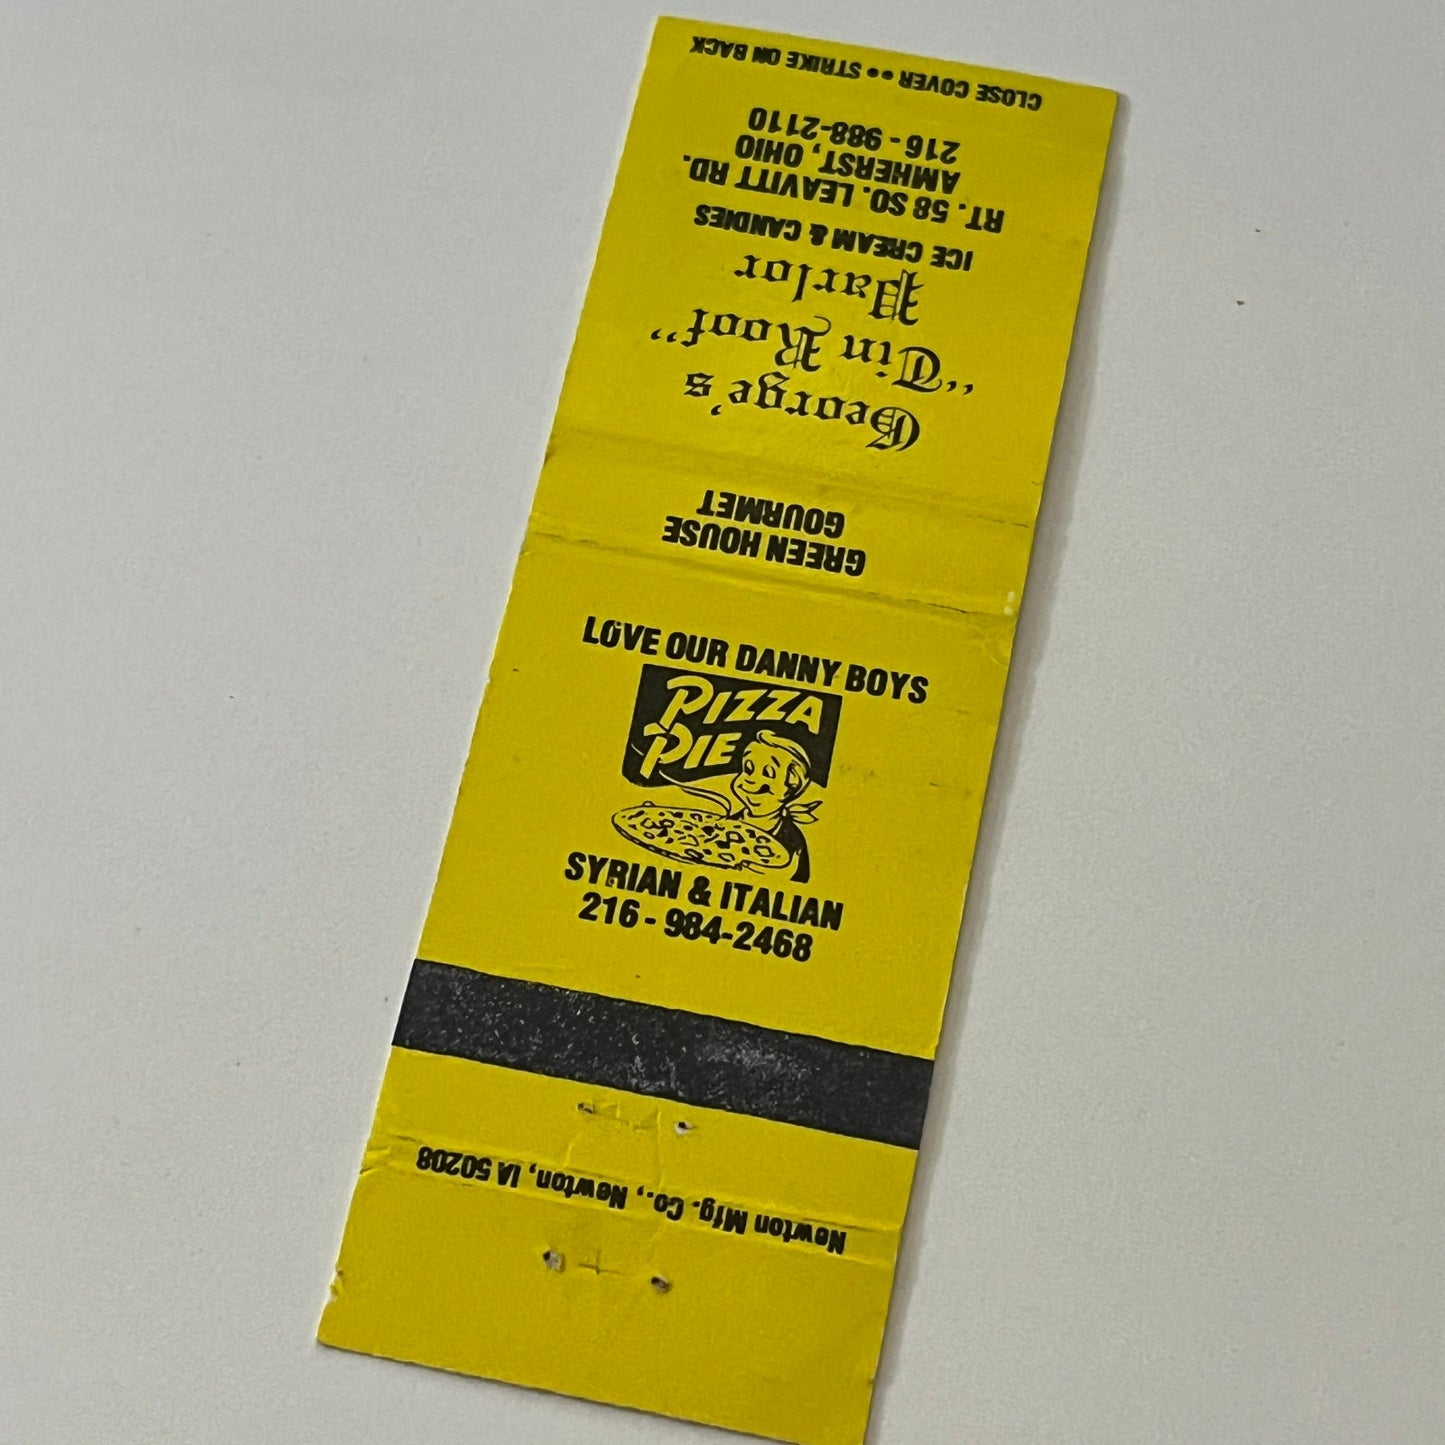 CLOSE COVER •• STRIKE ON BACK
George's
"Tin Roof"
Parlor
ICE CREAM & CANDIES
RT. 58 SO. LEAVITT RD.
AMHERST, OHIO
216 - 988-2110
GREEN HOUSE
GOURMET
LOVE OUR DANNY BOYS
PIZZA
PIE
SYRIAN & ITALIAN
216 - 984-2468
Newton Mfg. Co., Newton, IA 50208